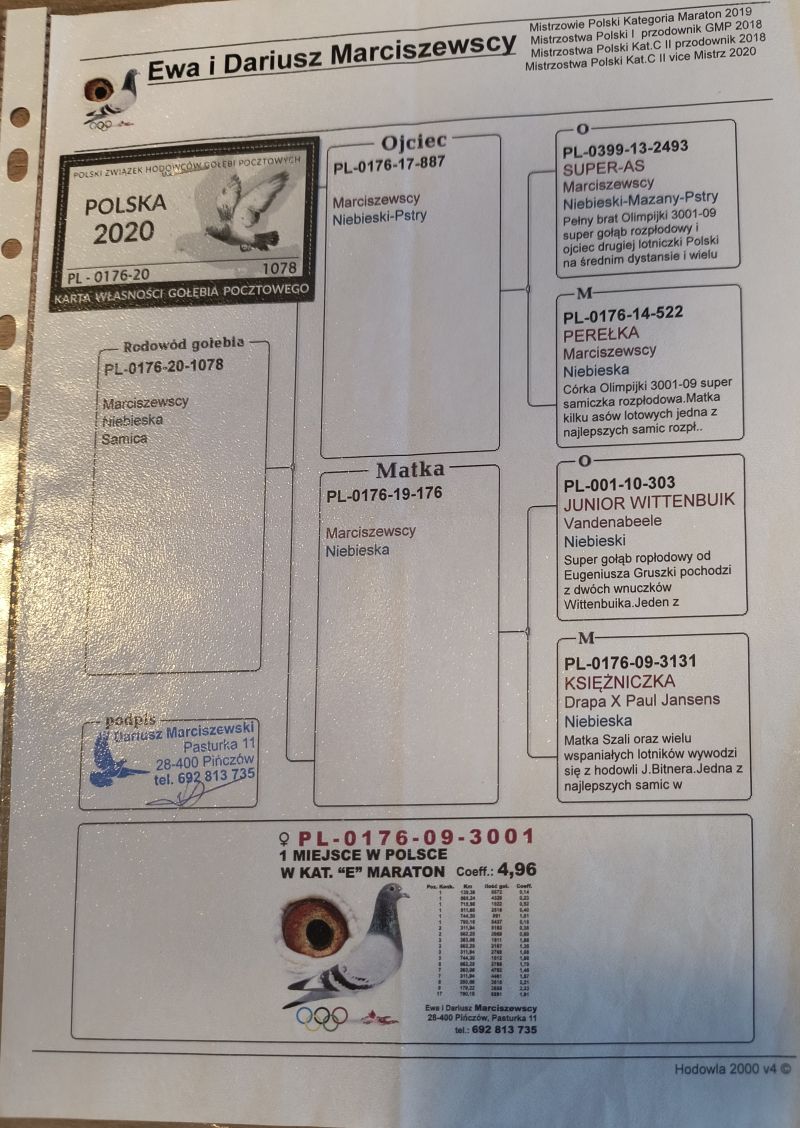 Ewa i Dariusz Marciszewscy
Mistrzowie Polski Kategoria Maraton 2019
Mistrzostwa Polski I przodownik GMP 2018
Mistrzostwa Polski Kat.C II przodownik 2018
Mistrzostwa Polski Kat.C II vice Mistrz 2020
POLSKI ZWIĄZEK HODOWCÓW GOŁĘBI POCZTOWYCH
POLSKA
2020
PL - 0176-20 1078
KARTA WŁASNOŚCI GOŁĘBIA POCZTOWEGO
Rodowód gołebia
PL-0176-20-1078
Marciszewscy
Niebieska
Samica
Ojciec
PL-0176-17-887
Marciszewscy
Niebieski-Pstry
Matka
PL-0176-19-176
Marciszewscy
Niebieska
O
PL-0399-13-2493
SUPER-AS
Marciszewscy
Niebieski-Mazany-Pstry
Pełny brat Olimpijki 3001-09
super gołąb rozpłodowy i
ojciec drugiej lotniczki Polski
na średnim dystansie i wielu
M
PL-0176-14-522
PEREŁKA
Marciszewscy
Niebieska
Córka Olimpijki 3001-09 super
samiczka rozpłodowa.Matka
kilku asów lotowych jedna z
najlepszych samic rozpł..
O
PL-001-10-303
JUNIOR WITTENBUIK
Vandenabeele
Niebieski
Super gołąb ropłodowy od
Eugeniusza Gruszki pochodzi
z dwóch wnuczków
Wittenbuika.Jeden z
M
PL-0176-09-3131
KSIĘŻNICZKA
Drapa X Paul Jansens
Niebieska
Matka Szali oraz wielu
wspaniałych lotników wywodzi
się z hodowli J.Bitnera.Jedna z
najlepszych samic w
podpis
Dariusz Marciszewski
Pasturka 11
28-400 Pińczów
tel. 692 813 735
♀ PL-0176-09-3001
1 MIEJSCE W POLSCE
W KAT. "E" MARATON Coeff.: 4,96
Poz. Konk. Km Ilość goł. Coeff.
Ewa i Dariusz Marciszewscy
28-400 Pińczów, Pasturka 11
tel.: 692 813 735
Hodowla 2000 v4 ©